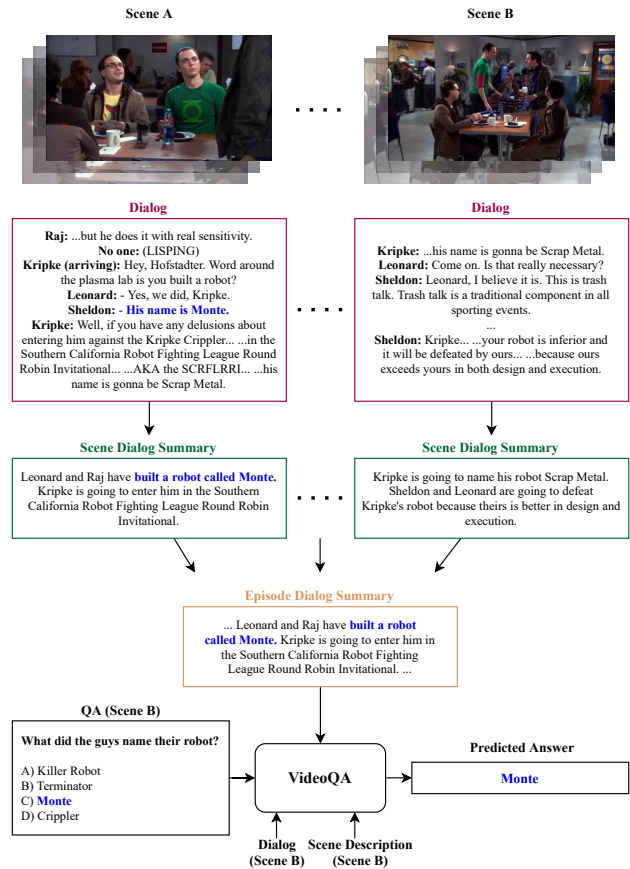 Scene A
Scene B
Dialog
Raj: ...but he does it with real sensitivity.
No one: (LISPING)
Kripke (arriving): Hey, Hofstadter. Word around
the plasma lab is you built a robot?
Leonard: - Yes, we did, Kripke.
Sheldon: - His name is Monte.
Kripke: Well, if you have any delusions about
entering him against the Kripke Crippler... ...in the
Southern California Robot Fighting League Round
Robin Invitational... ...AKA the SCRFLRRI... ...his
name is gonna be Scrap Metal.
Dialog
Kripke: ...his name is gonna be Scrap Metal.
Leonard: Come on. Is that really necessary?
Sheldon: Leonard, I believe it is. This is trash
talk. Trash talk is a traditional component in all
sporting events.
...
Sheldon: Kripke... ...your robot is inferior and
it will be defeated by ours... ...because ours
exceeds yours in both design and execution.
Scene Dialog Summary
Leonard and Raj have built a robot called Monte.
Kripke is going to enter him in the Southern
California Robot Fighting League Round Robin
Invitational.
Scene Dialog Summary
Kripke is going to name his robot Scrap Metal.
Sheldon and Leonard are going to defeat
Kripke's robot because theirs is better in design and
execution.
Episode Dialog Summary
... Leonard and Raj have built a robot
called Monte. Kripke is going to enter him in
the Southern California Robot Fighting
League Round Robin Invitational. ...
QA (Scene B)
What did the guys name their robot?
A) Killer Robot
B) Terminator
C) Monte
D) Crippler
VideoQA
Predicted Answer
Monte
Dialog
(Scene B)
Scene Description
(Scene B)